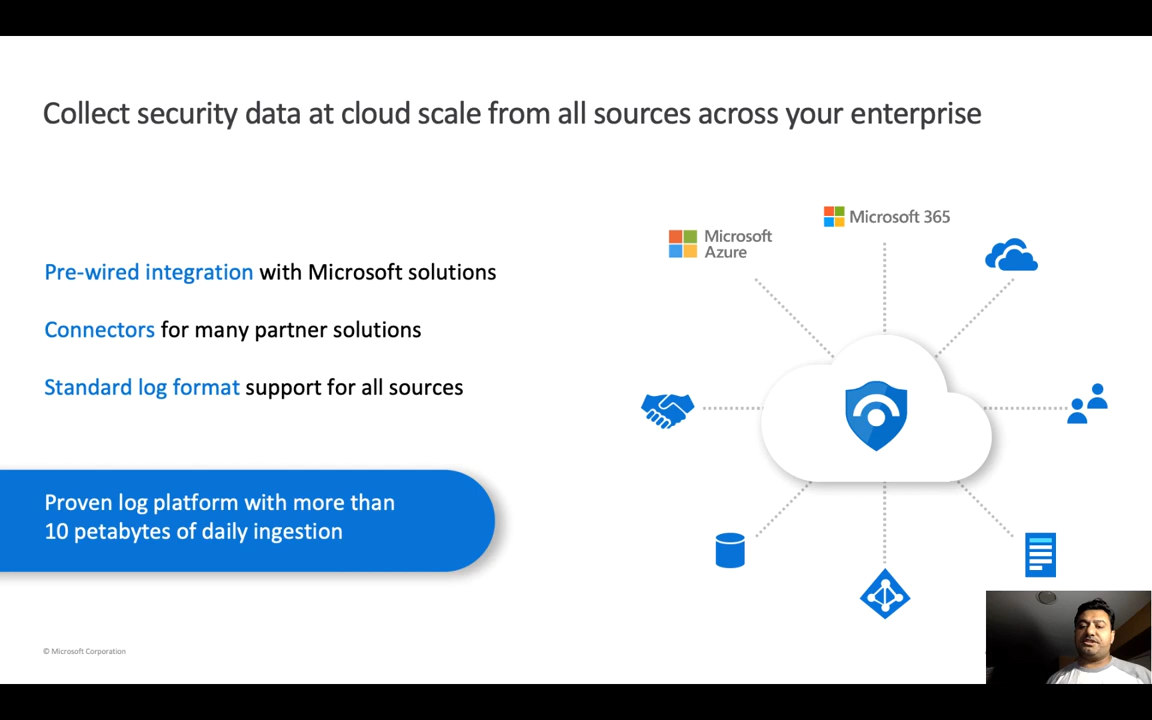 Collect security data at cloud scale from all sources across your enterprise
Microsoft 365
Microsoft
Azure
Pre-wired integration with Microsoft solutions
Connectors for many partner solutions
Standard log format support for all sources
Proven log platform with more than
10 petabytes of daily ingestion
© Microsoft Corporation